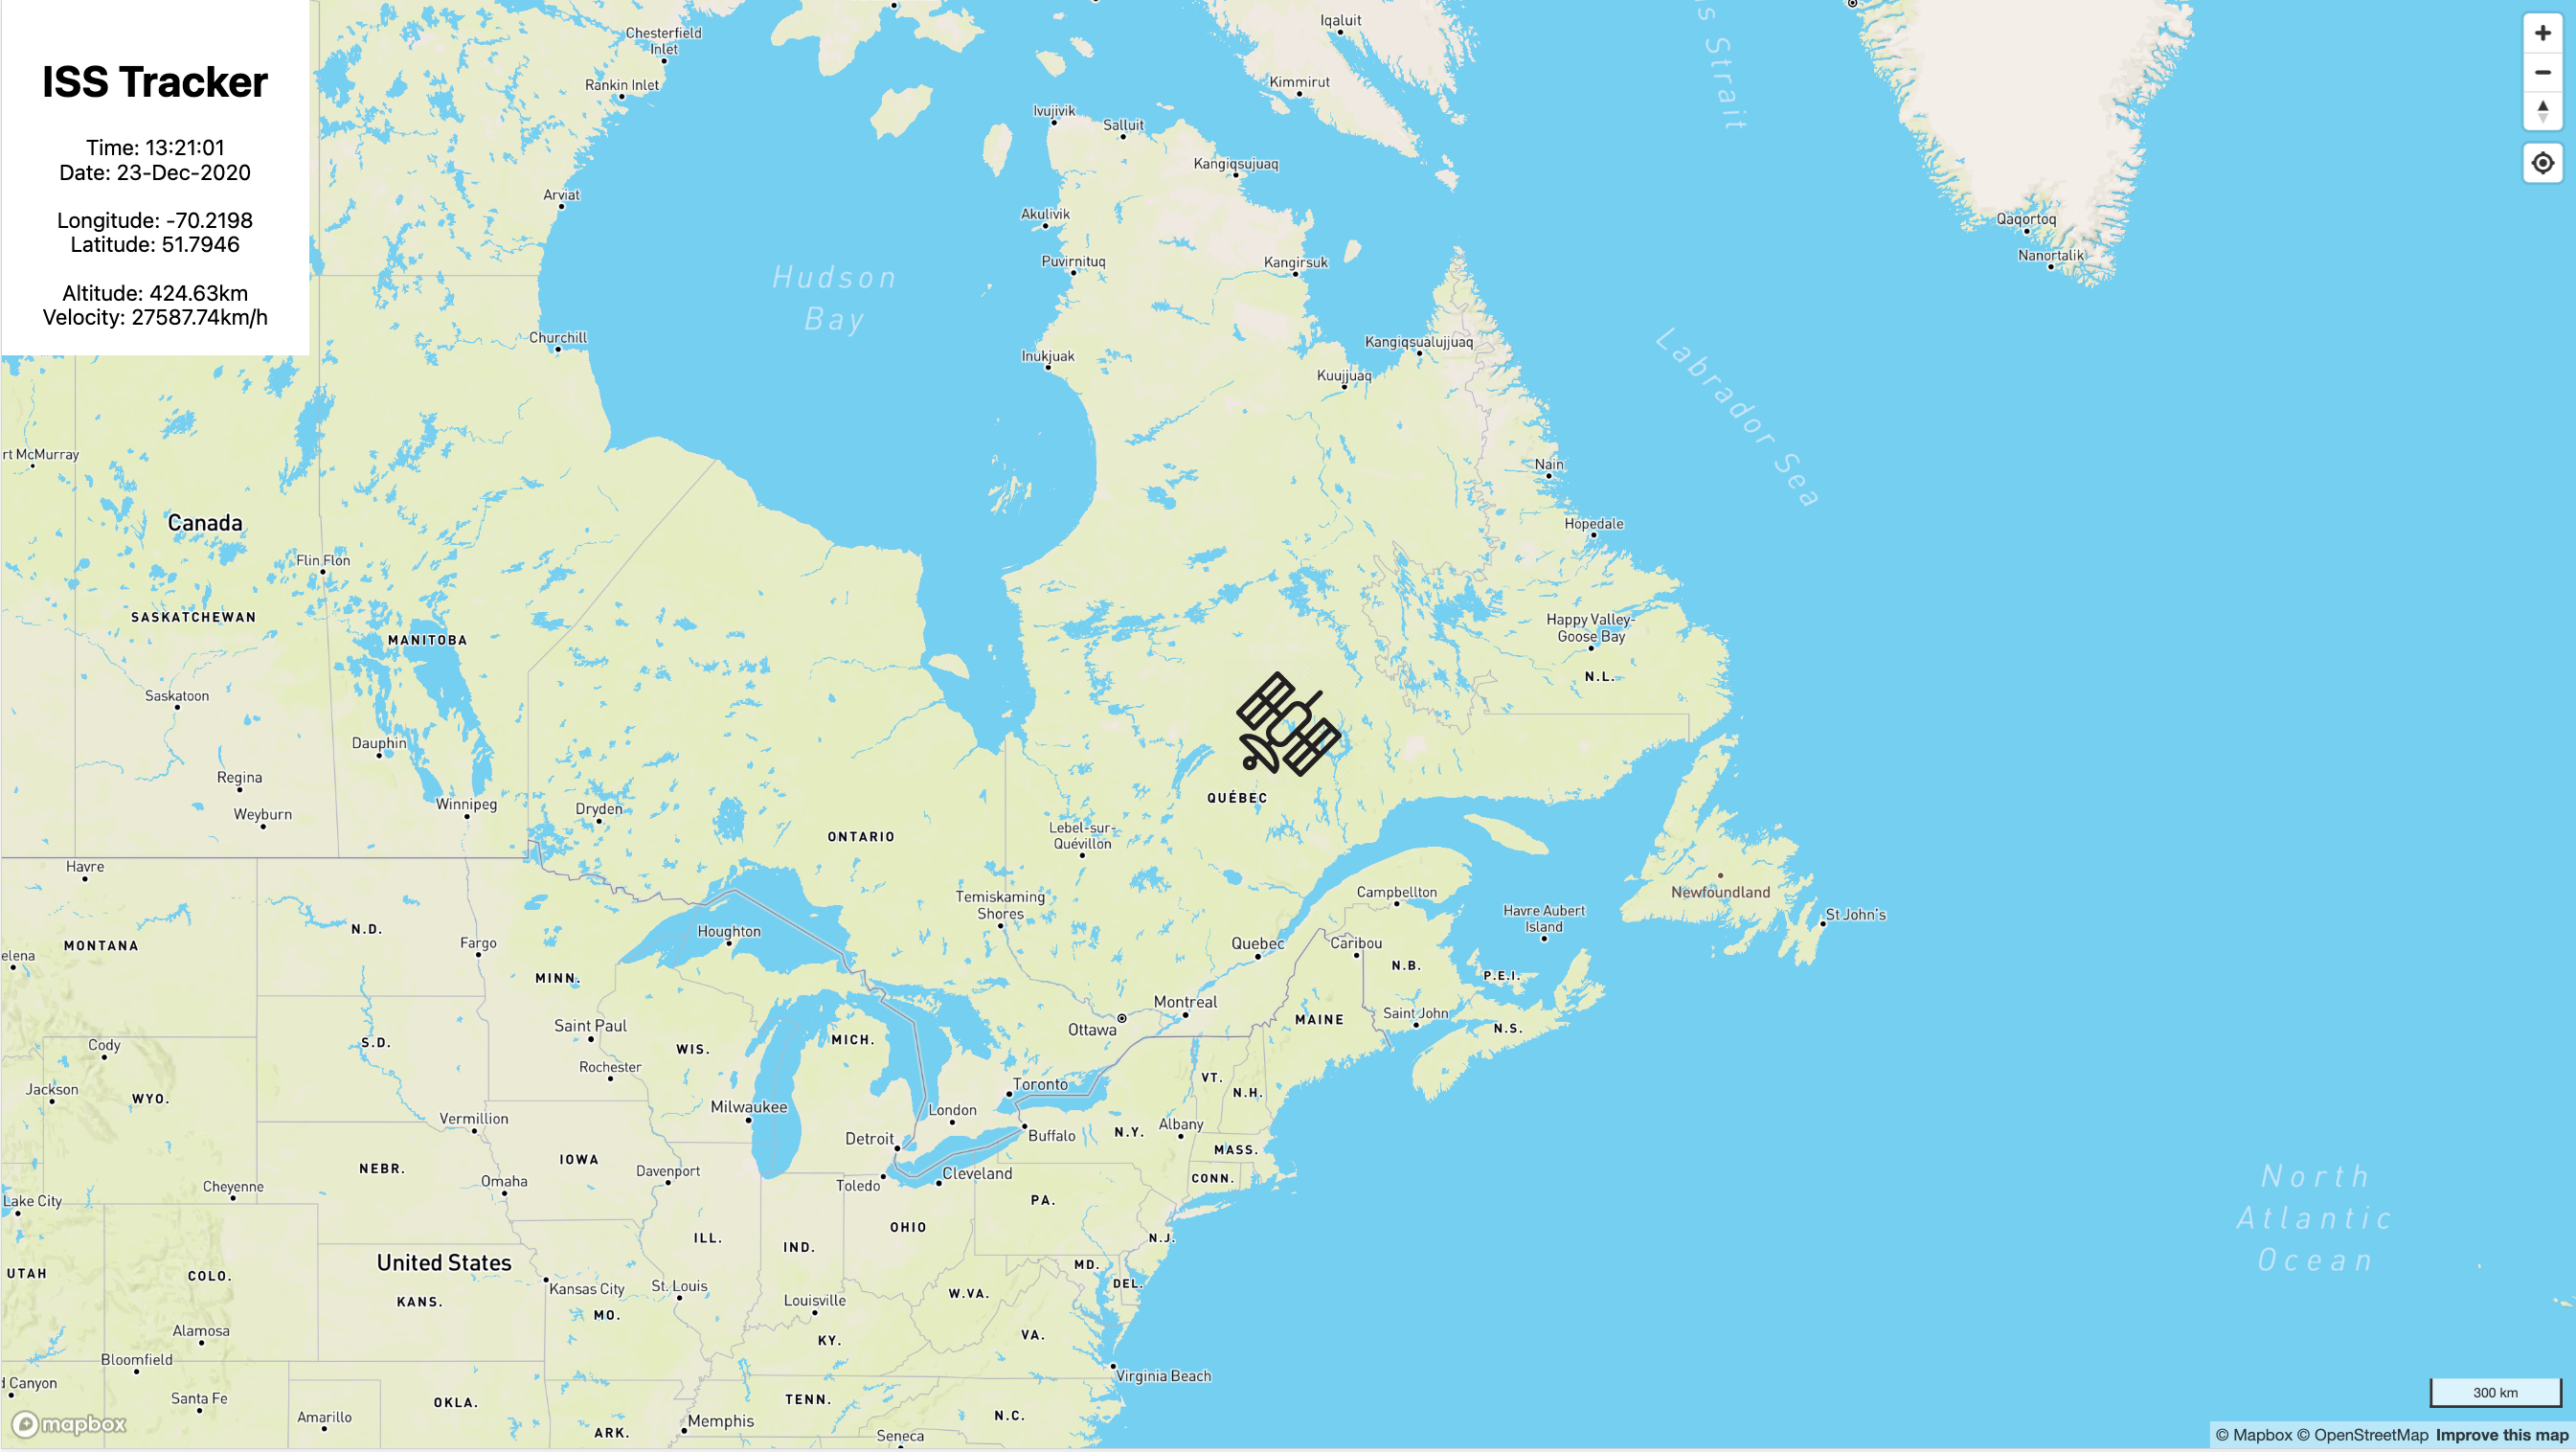 ISS Tracker
Time: 13:21:01
Date: 23-Dec-2020
Longitude: -70.2198
Latitude: 51.7946
Altitude: 424.63km
Velocity: 27587.74km/h
Chesterfield
Inlet
Rankin Inlet
Arviat
Churchill
Hudson
Bay
Iqaluit
Kimmirut
Ivujivik
Salluit
Kangiqsujuaq
Akulivik
Puvirnituq
Kangirsuk
Inukjuak
Kangiqsualujjuaq
Kuujjuaq
is Strait
Qaqortoq
Nanortalik
Labrador Sea
rt McMurray
Nain
Canada
Hopedale
Flin Flon
SASKATCHEWAN
MANITOBA
Happy Valley-
Goose Bay
N.L.
Saskatoon
Dauphin
Regina
Weyburn
Winnipeg
Dryden
QUÉBEC
ONTARIO
Lebel-sur-
Quévillon
Havre
Temiskaming
Shores
Campbellton
Newfoundland
Havre Aubert
Island
St John's
N.D.
MONTANA
Fargo
Houghton
Quebec
Caribou
elena
MINN.
N.B.
P.E.I.
Montreal
Saint Paul
Ottawa
MAINE
Saint John
N.S.
Cody
S.D.
WIS.
MICH.
Rochester
Jackson
WYO.
Toronto
VT.
N.H.
Vermillion
Milwaukee
London
Detroit
Buffalo
N.Y.
Albany
MASS.
NEBR.
IOWA
Davenport
Cleveland
CONN.
Cheyenne
Omaha
Toledo
Lake City
PA.
OHIO
ILL.
IND.
N.J.
North
Atlantic
Ocean
United States
UTAH
COLO.
MD.
DEL.
Kansas City
St. Louis
W.VA.
KANS.
MO.
Louisville
Alamosa
KY.
VA.
Bloomfield
Virginia Beach
d Canyon
Santa Fe
OKLA.
TENN.
Amarillo
Memphis
N.C.
ARK.
Seneca
mapbox
300 km
© Mapbox © OpenStreetMap Improve this map